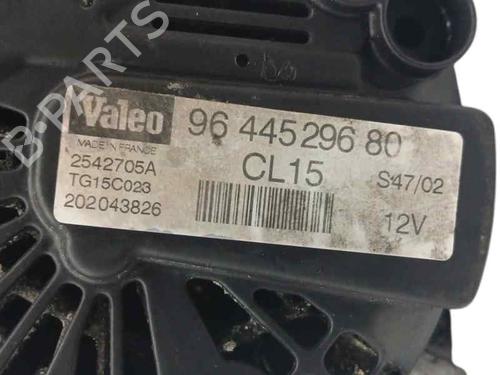 B-PARTS
Valeo
MADE IN FRANCE
2542705A
TG15C023
202043826
96 445 296 80
CL15
S47/02
12V